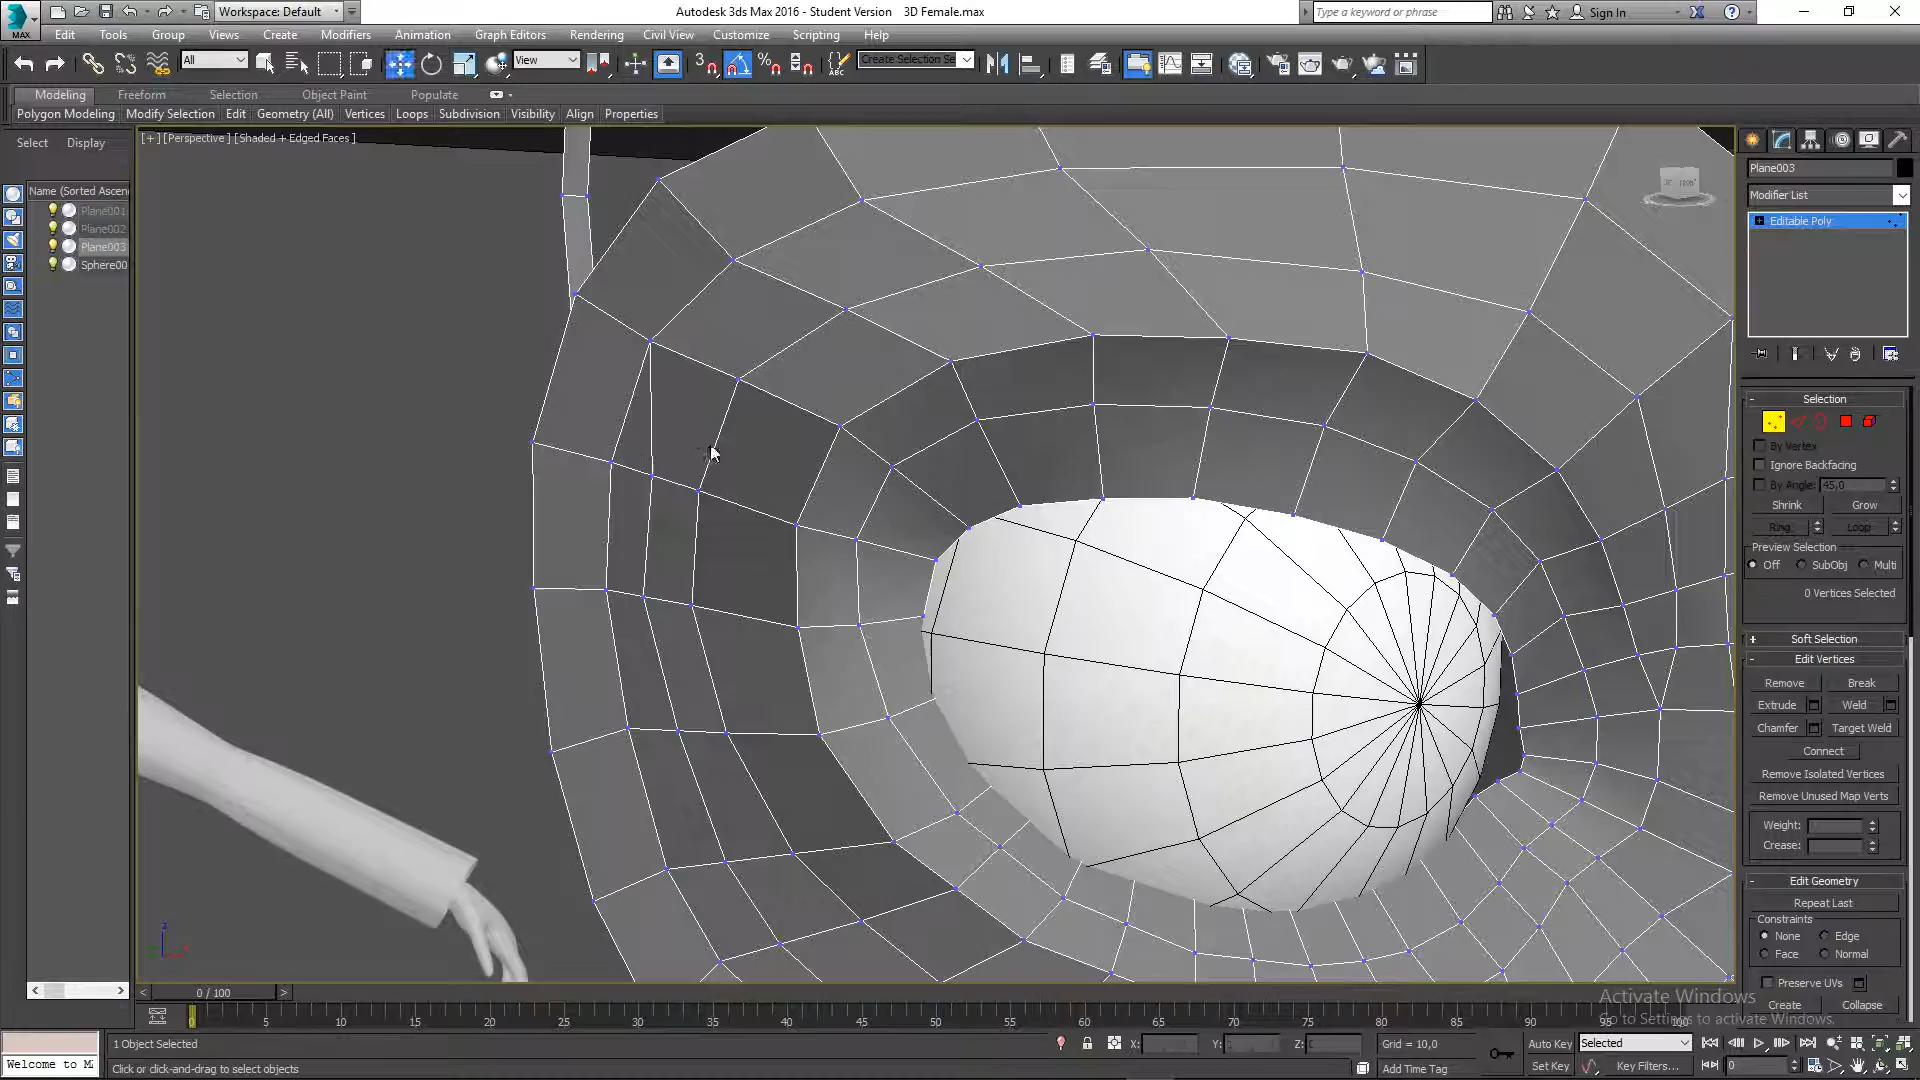 MAX
Workspace: Default
Autodesk 3ds Max 2016 - Student Version    3D Female.max
Type a keyword or phrase
Sign In
Edit Tools Group Views Create Modifiers Animation Graph Editors Rendering Civil View Customize Scripting Help
All
View
3
ABC
Create Selection Se
Modeling Freeform Selection Object Paint Populate
Polygon Modeling Modify Selection Edit Geometry (All) Vertices Loops Subdivision Visibility Align Properties
Select Display
[+] [Perspective] [Shaded + Edged Faces]
Name (Sorted Ascen
Plane001
Plane002
Plane003
Sphere00
FRONT
Plane003
Modifier List
Editable Poly
Selection
By Vertex
Ignore Backfacing
By Angle: 45,0
Shrink Grow
Ring Loop
Preview Selection
Off SubObj Multi
0 Vertices Selected
Soft Selection
Edit Vertices
Remove Break
Extrude Weld
Chamfer Target Weld
Connect
Remove Isolated Vertices
Remove Unused Map Verts
Weight:
Crease:
Edit Geometry
Repeat Last
Constraints
None Edge
Face Normal
Preserve UVs
Create Collapse
Activate Windows
Go to Settings to activate Windows.
0 / 100
0 5 10 15 20 25 30 35 40 45 50 55 60 65 70 75 80 85 90 95 100
1 Object Selected
X: Y: Z:
Grid = 10,0
Auto Key Selected
Welcome to M
Click or click-and-drag to select objects
Add Time Tag
Set Key Key Filters...
0